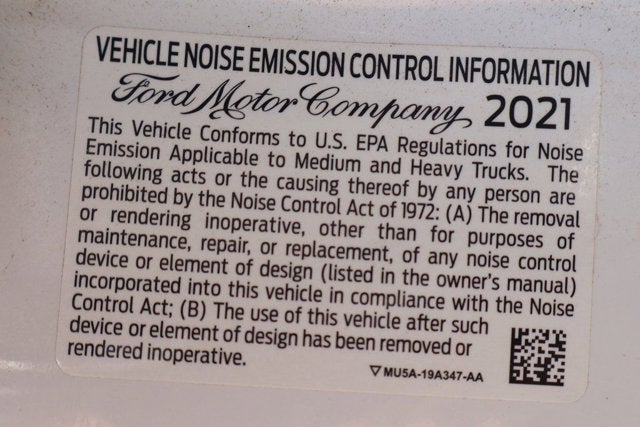 VEHICLE NOISE EMISSION CONTROL INFORMATION
Ford Motor Company 2021
This Vehicle Conforms to U.S. EPA Regulations for Noise
Emission Applicable to Medium and Heavy Trucks. The
following acts or the causing thereof by any person are
prohibited by the Noise Control Act of 1972: (A) The removal
or rendering inoperative, other than for purposes of
maintenance, repair, or replacement, of any noise control
device or element of design (listed in the owner's manual)
incorporated into this vehicle in compliance with the Noise
Control Act; (B) The use of this vehicle after such
device or element of design has been removed or
rendered inoperative.
▽ MU5A-19A347-AA